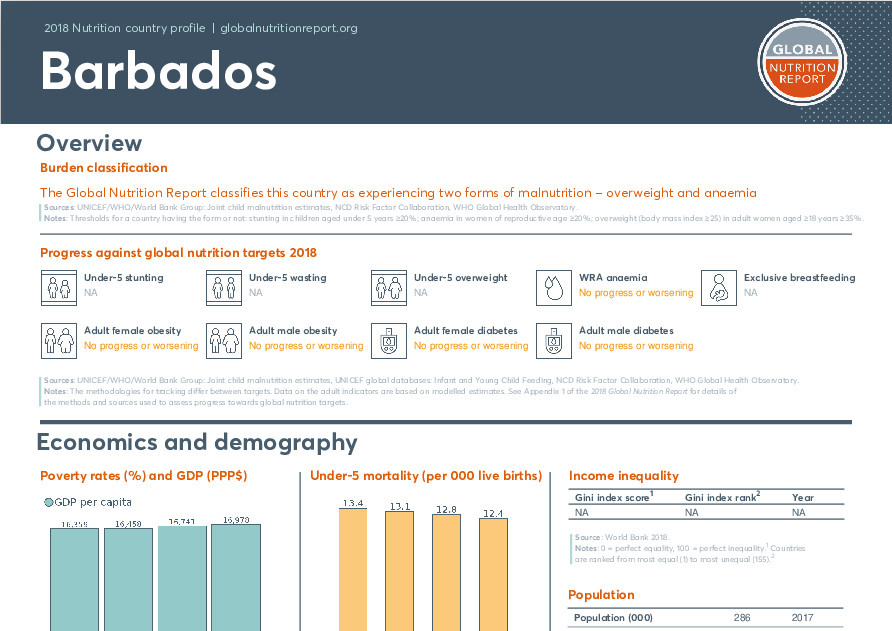 2018 Nutrition country profile | globalnutritionreport.org
Barbados
GLOBAL
NUTRITION
REPORT
Overview
Burden classification
The Global Nutrition Report classifies this country as experiencing two forms of malnutrition – overweight and anaemia
Sources: UNICEF/WHO/World Bank Group: Joint child malnutrition estimates, NCD Risk Factor Collaboration, WHO Global Health Observatory.
Notes: Thresholds for a country having the form or not: stunting in children aged under 5 years ≥20%; anaemia in women of reproductive age ≥20%; overweight (body mass index ≥25) in adult women aged ≥18 years ≥35%.
Progress against global nutrition targets 2018
Under-5 stunting
NA
Under-5 wasting
NA
Under-5 overweight
NA
WRA anaemia
No progress or worsening
Exclusive breastfeeding
NA
Adult female obesity
No progress or worsening
Adult male obesity
No progress or worsening
Adult female diabetes
No progress or worsening
Adult male diabetes
No progress or worsening
Sources: UNICEF/WHO/World Bank Group: Joint child malnutrition estimates, UNICEF global databases: Infant and Young Child Feeding, NCD Risk Factor Collaboration, WHO Global Health Observatory.
Notes: The methodologies for tracking differ between targets. Data on the adult indicators are based on modelled estimates. See Appendix 1 of the 2018 Global Nutrition Report for details of
the methods and sources used to assess progress towards global nutrition targets.
Economics and demography
Poverty rates (%) and GDP (PPP$)
GDP per capita
16,359 16,458 16,741 16,978
Under-5 mortality (per 000 live births)
13.4 13.1 12.8 12.4
Income inequality
Gini index score1 Gini index rank2 Year
NA NA NA
Source: World Bank 2018.
Notes: 0 = perfect equality, 100 = perfect inequality.1 Countries
are ranked from most equal (1) to most unequal (155).2
Population
Population (000) 286 2017